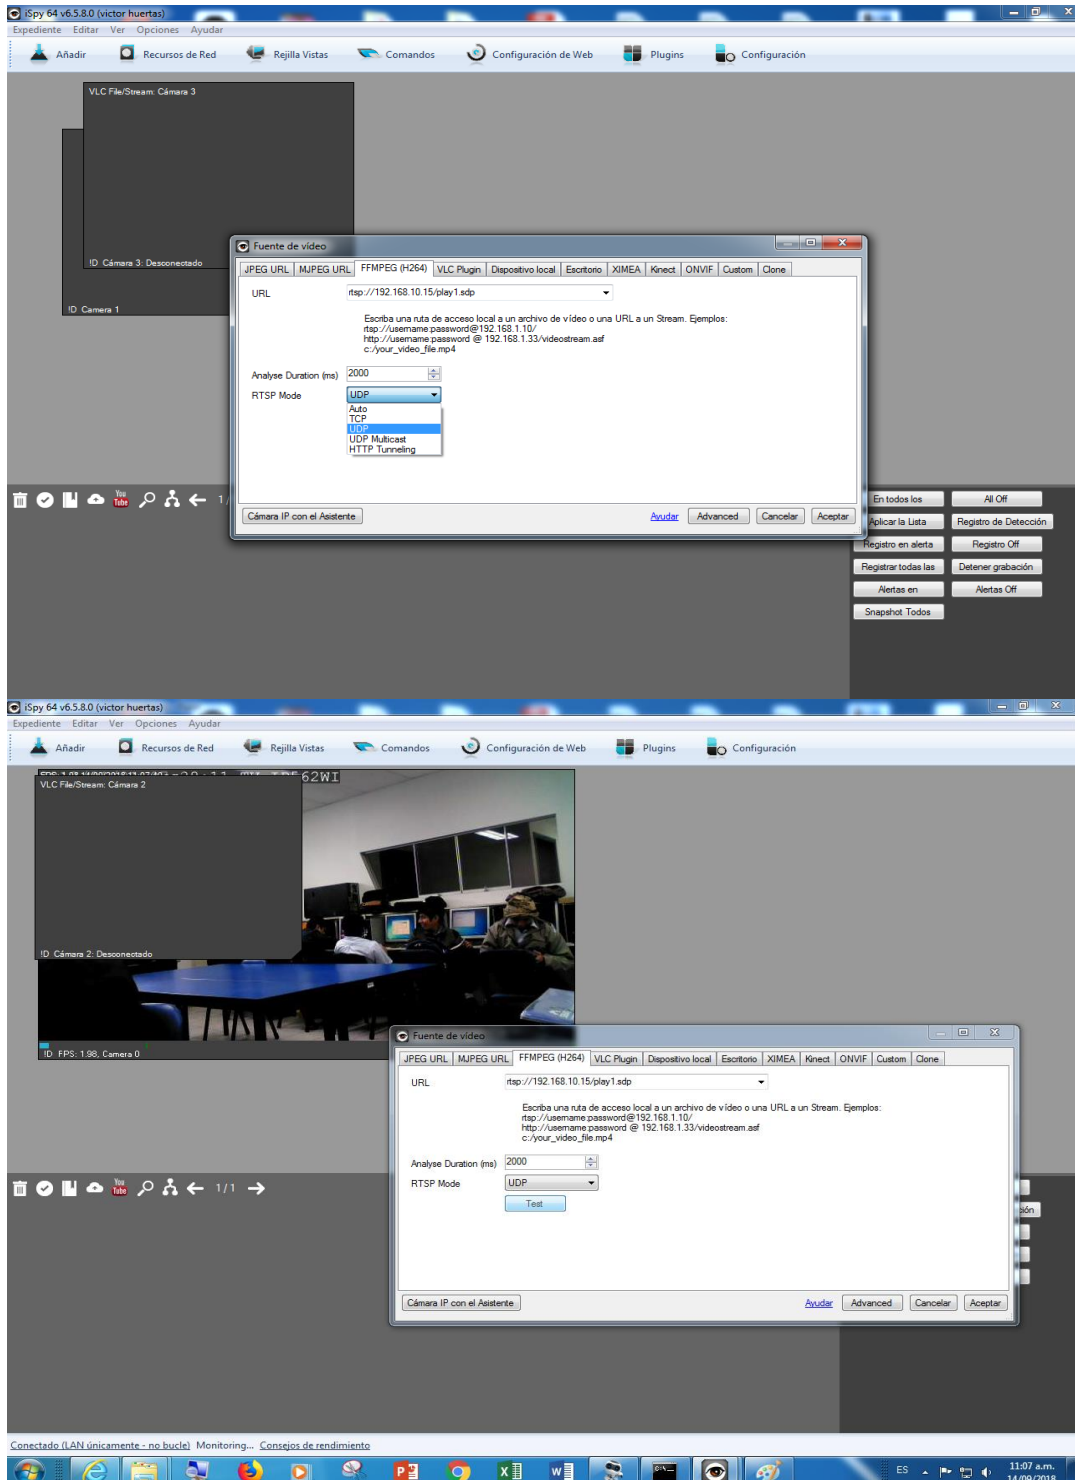 iSpy 64 v6.5.8.0 (victor huertas)
Expediente Editar Ver Opciones Ayudar
Añadir Recursos de Red Rejilla Vistas Comandos Configuración de Web Plugins Configuración
VLC File/Stream: Cámara 3
!D Cámara 3: Desconectado
!D Camera 1
Fuente de vídeo
JPEG URL MJPEG URL FFMPEG (H264) VLC Plugin Dispositivo local Escritorio XIMEA Kinect ONVIF Custom Clone
URL rtsp://192.168.10.15/play1.sdp
Escriba una ruta de acceso local a un archivo de vídeo o una URL a un Stream. Ejemplos:
rtsp://username:password@192.168.1.10/
http://username:password @ 192.168.1.33/videostream.asf
c:/your_video_file.mp4
Analyse Duration (ms) 2000
RTSP Mode UDP
Auto
TCP
UDP
UDP Multicast
HTTP Tunneling
Cámara IP con el Asistente Ayudar Advanced Cancelar Aceptar
You Tube 1/
En todos los All Off
Aplicar la Lista Registro de Detección
Registro en alerta Registro Off
Registrar todas las Detener grabación
Alertas en Alertas Off
Snapshot Todos
iSpy 64 v6.5.8.0 (victor huertas)
Expediente Editar Ver Opciones Ayudar
Añadir Recursos de Red Rejilla Vistas Comandos Configuración de Web Plugins Configuración
62WI
VLC File/Stream: Cámara 2
!D Cámara 2: Desconectado
!D FPS: 1.98, Camera 0
Fuente de vídeo
JPEG URL MJPEG URL FFMPEG (H264) VLC Plugin Dispositivo local Escritorio XIMEA Kinect ONVIF Custom Clone
URL rtsp://192.168.10.15/play1.sdp
Escriba una ruta de acceso local a un archivo de vídeo o una URL a un Stream. Ejemplos:
rtsp://username:password@192.168.1.10/
http://username:password @ 192.168.1.33/videostream.asf
c:/your_video_file.mp4
Analyse Duration (ms) 2000
RTSP Mode UDP
Test
Cámara IP con el Asistente Ayudar Advanced Cancelar Aceptar
You Tube 1/1
ión
Conectado (LAN únicamente - no bucle) Monitoring... Consejos de rendimiento
ES 11:07 a.m.
14/09/2018